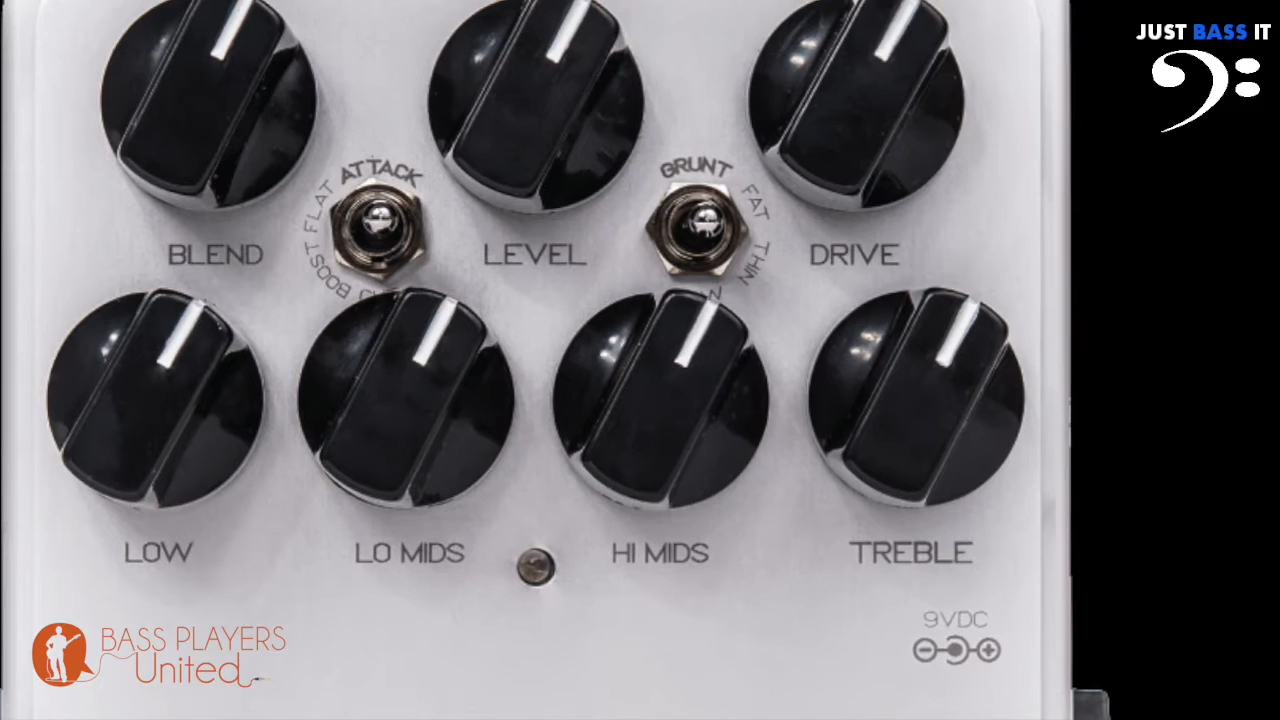 JUST BASS IT
ATTACK
GRUNT
FLAT
FAT
BLEND
LEVEL
THIN
DRIVE
BOOST
LOW
LO MIDS
HI MIDS
TREBLE
9VDC
BASS PLAYERS
United